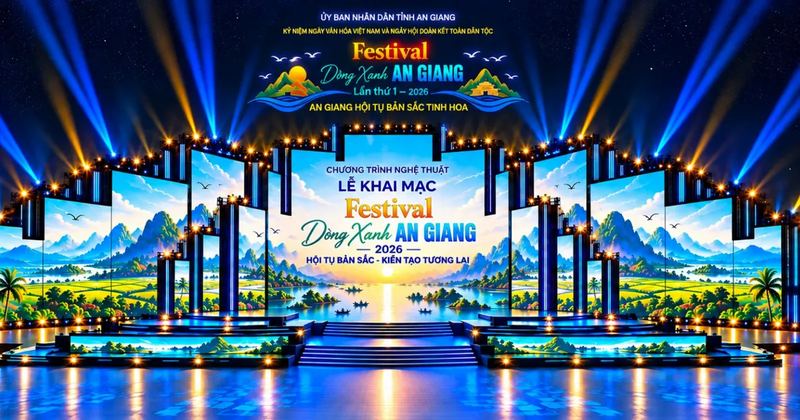 ỦY BAN NHÂN DÂN TỈNH AN GIANG
KỶ NIỆM NGÀY VĂN HÓA VIỆT NAM VÀ NGÀY HỘI ĐOÀN KẾT TOÀN DÂN TỘC
Festival
Dòng Xanh AN GIANG
Lần thứ 1 – 2026
AN GIANG HỘI TỤ BẢN SẮC TINH HOA
CHƯƠNG TRÌNH NGHỆ THUẬT
LỄ KHAI MẠC
Festival
Dòng Xanh AN GIANG
2026
HỘI TỤ BẢN SẮC - KIẾN TẠO TƯƠNG LAI